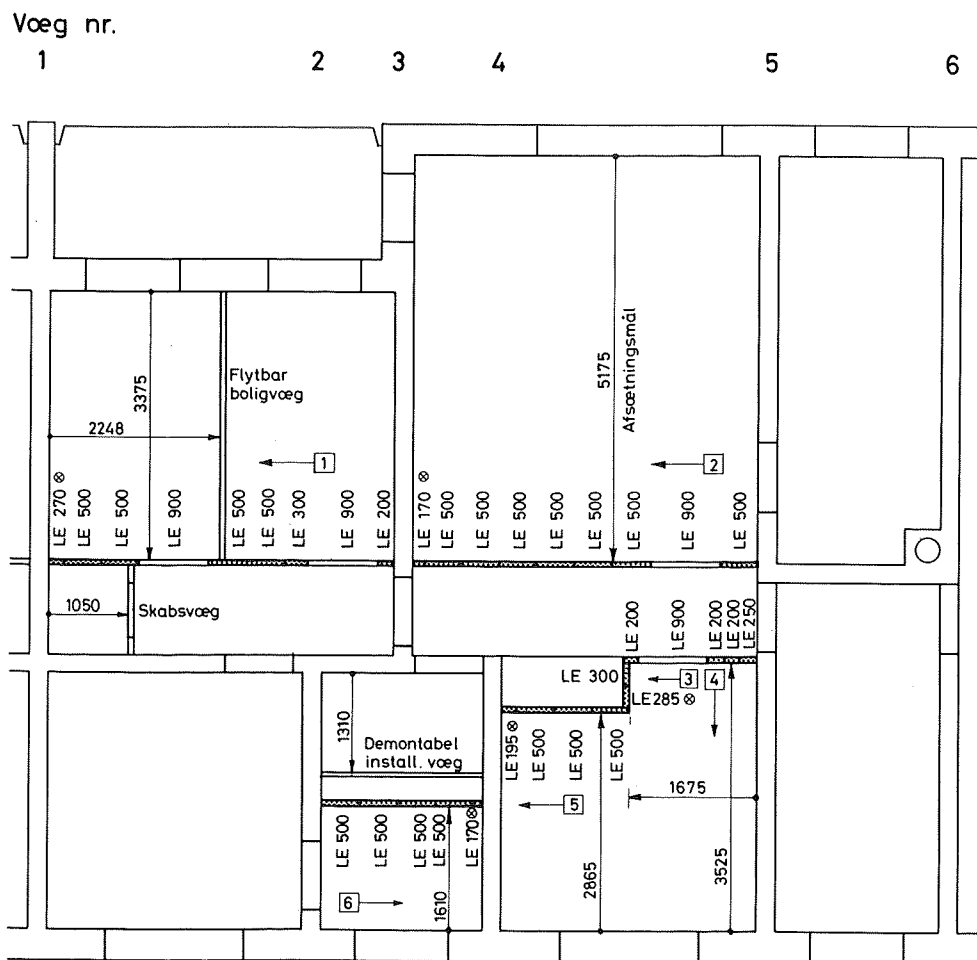 Væg nr.
1 2 3 4 5 6
3375
Flytbar
boligvæg
2248
1
LE 270 ⊗
LE 500
LE 500
LE 900
LE 500
LE 500
LE 300
LE 900
LE 200
5175
Afsætningsmål
2
LE 170 ⊗
LE 500
LE 500
LE 500
LE 500
LE 500
LE 500
LE 900
LE 500
1050
Skabsvæg
LE 200
LE 900
LE 200
LE 200
LE 250
LE 300
3
4
LE 285 ⊗
1310
Demontabel
install. væg
LE 195 ⊗
LE 500
LE 500
LE 500
1675
5
LE 500
LE 500
LE 500
LE 500
LE 170 ⊗
6
1610
2865
3525